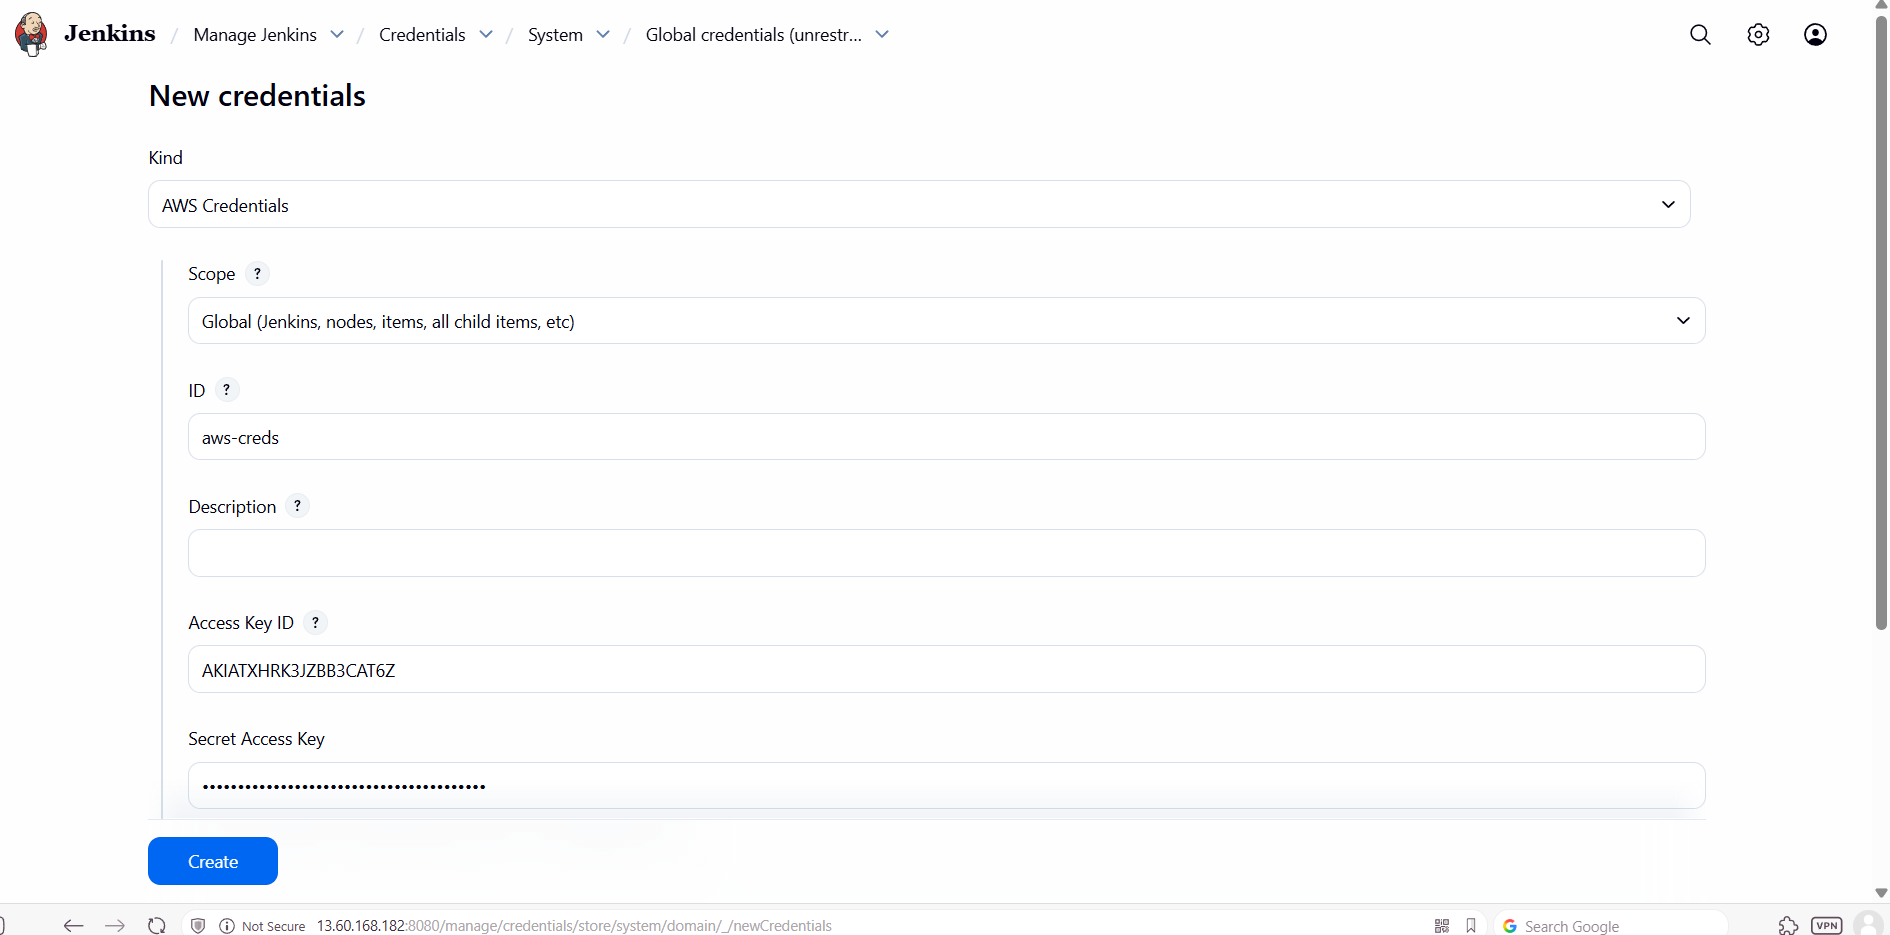 Jenkins / Manage Jenkins / Credentials / System / Global credentials (unrestr...
New credentials
Kind
AWS Credentials
Scope ?
Global (Jenkins, nodes, items, all child items, etc)
ID ?
aws-creds
Description ?
Access Key ID ?
AKIATXHRK3JZBB3CAT6Z
Secret Access Key
••••••••••••••••••••••••••••••••••••••••
Create
Not Secure 13.60.168.182:8080/manage/credentials/store/system/domain/_/newCredentials G Search Google VPN